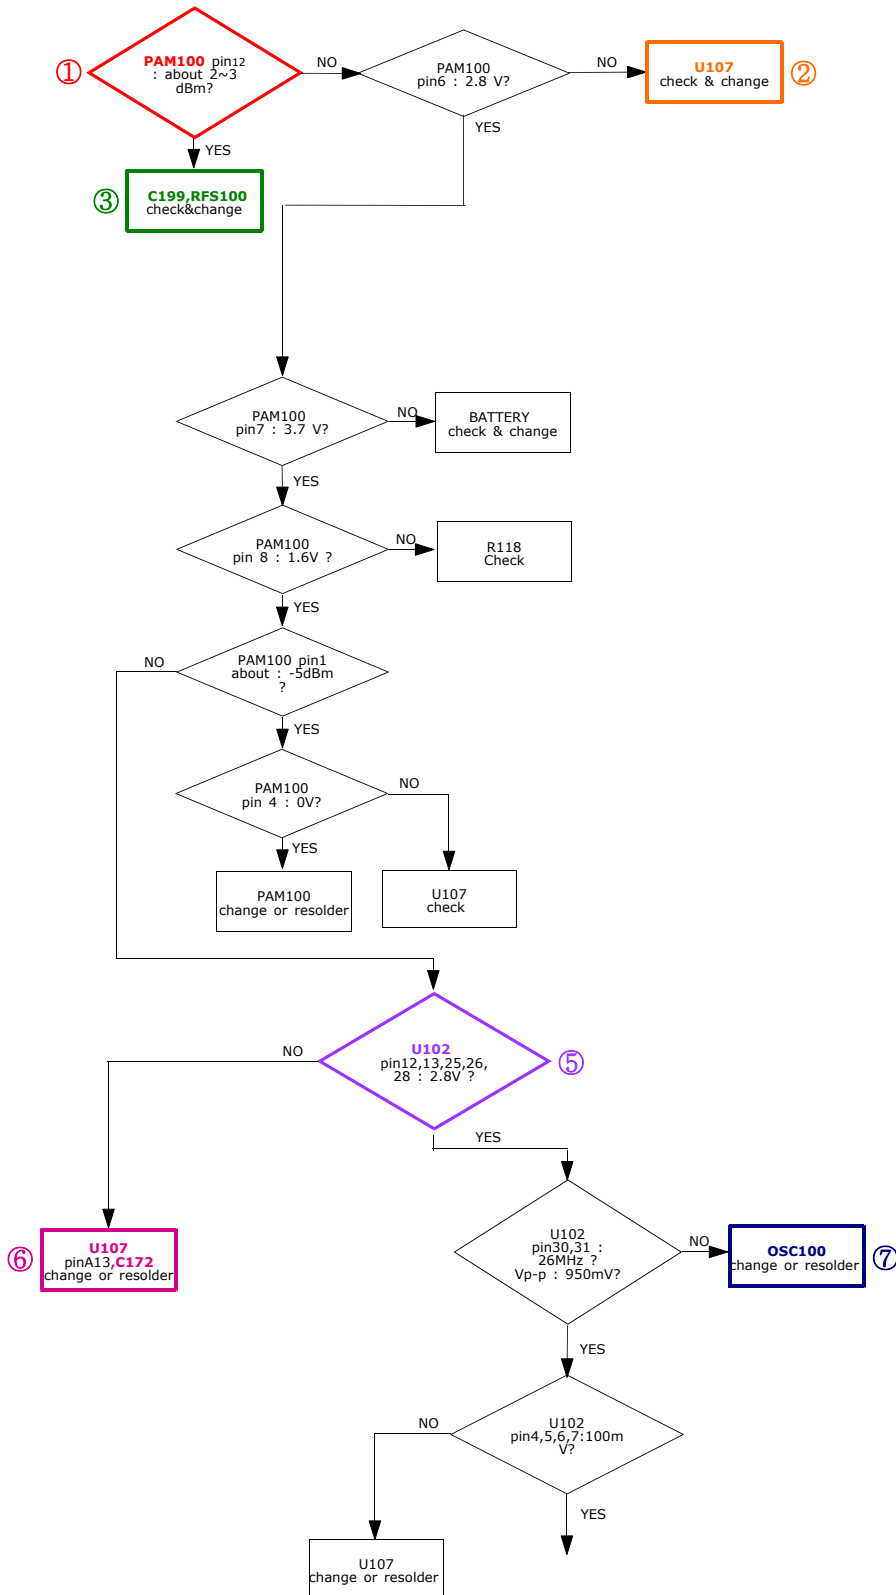 ①
PAM100 pin12
: about 2~3
dBm?
NO
PAM100
pin6 : 2.8 V?
NO
U107
check & change
②
YES
YES
③
C199,RFS100
check&change
PAM100
pin7 : 3.7 V?
NO
BATTERY
check & change
YES
PAM100
pin 8 : 1.6V ?
NO
R118
Check
YES
NO
PAM100 pin1
about : -5dBm
?
YES
PAM100
pin 4 : 0V?
NO
YES
PAM100
change or resolder
U107
check
U102
pin12,13,25,26,
28 : 2.8V ?
⑤
NO
YES
⑥
U107
pinA13,C172
change or resolder
U102
pin30,31 :
26MHz ?
Vp-p : 950mV?
NO
OSC100
change or resolder
⑦
YES
U102
pin4,5,6,7:100m
V?
NO
YES
U107
change or resolder